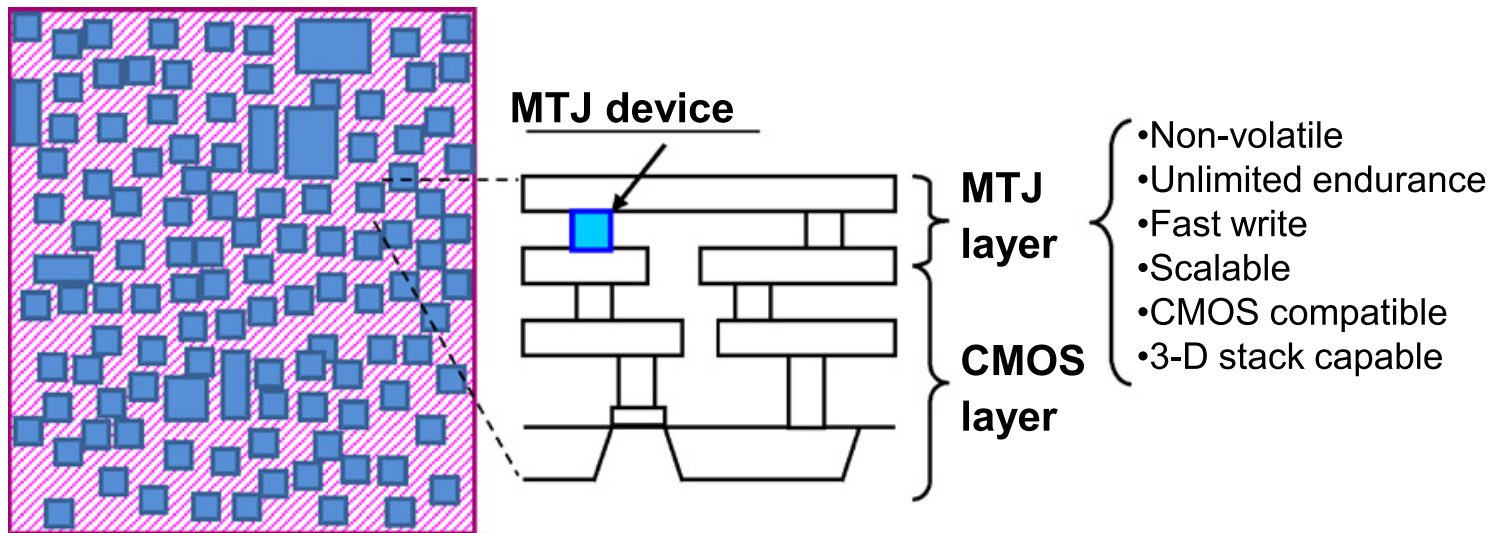 MTJ device
MTJ
layer
CMOS
layer
•Non-volatile
•Unlimited endurance
•Fast write
•Scalable
•CMOS compatible
•3-D stack capable